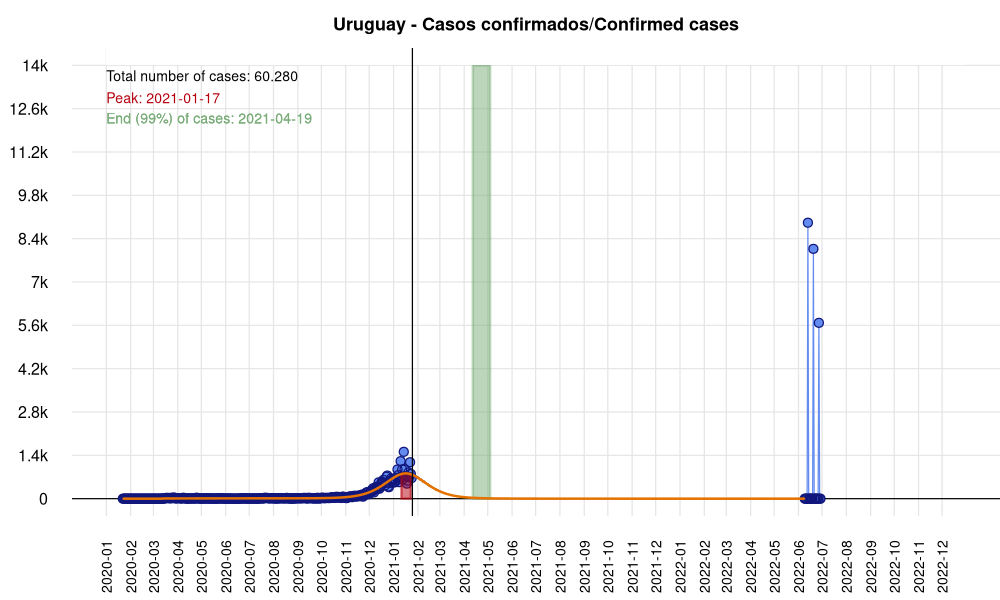 Uruguay - Casos confirmados/Confirmed cases
Total number of cases: 60.280
Peak: 2021-01-17
End (99%) of cases: 2021-04-19
14k
12.6k
11.2k
9.8k
8.4k
7k
5.6k
4.2k
2.8k
1.4k
0
2020-01
2020-02
2020-03
2020-04
2020-05
2020-06
2020-07
2020-08
2020-09
2020-10
2020-11
2020-12
2021-01
2021-02
2021-03
2021-04
2021-05
2021-06
2021-07
2021-08
2021-09
2021-10
2021-11
2021-12
2022-01
2022-02
2022-03
2022-04
2022-05
2022-06
2022-07
2022-08
2022-09
2022-10
2022-11
2022-12